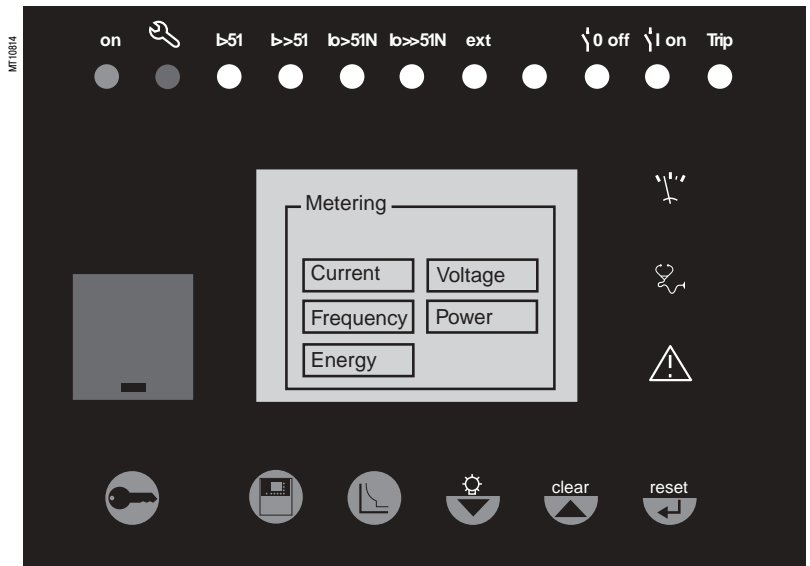 MT10814
on I>51 I>>51 Io>51N Io>>51N ext 0 off I on Trip
Metering
Current Voltage
Frequency Power
Energy
clear reset